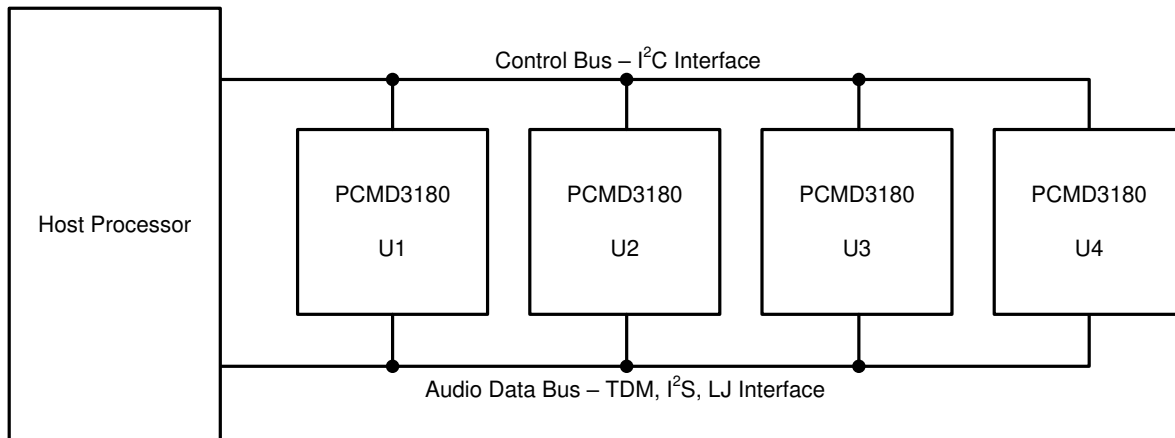 Control Bus – I²C Interface
PCMD3180
PCMD3180
PCMD3180
PCMD3180
Host Processor
U1
U2
U3
U4
Audio Data Bus – TDM, I²S, LJ Interface